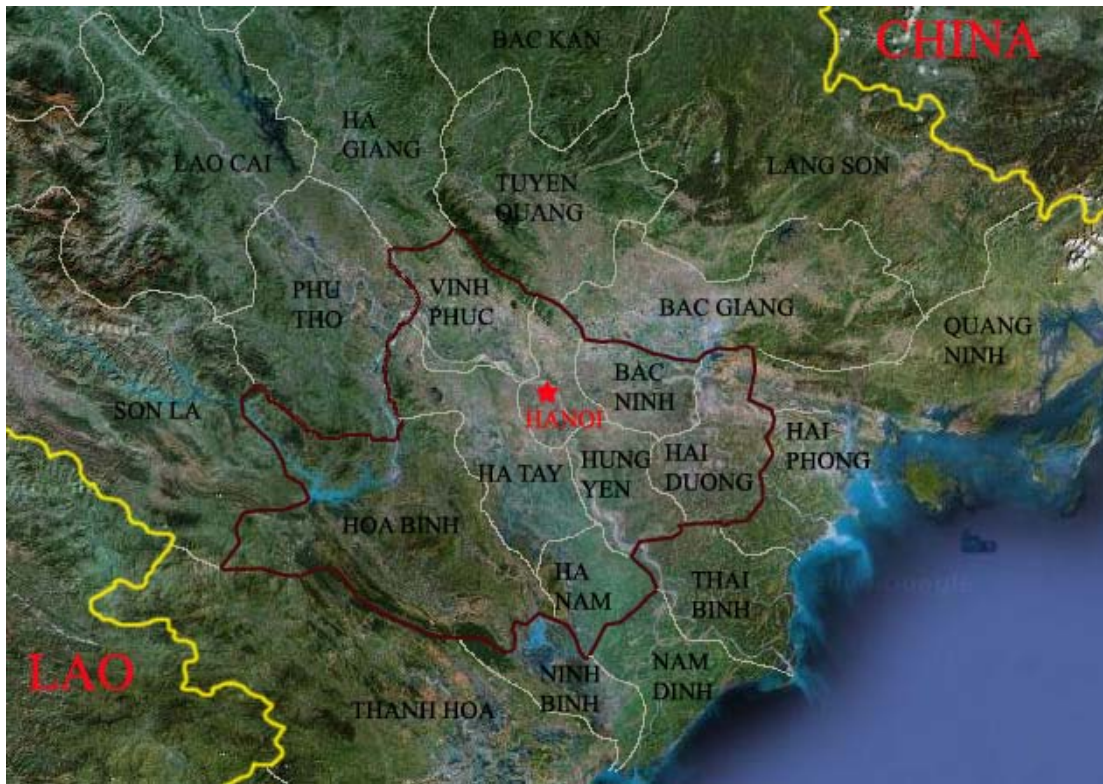 BAC KAN
CHINA
HA
GIANG
LAO CAI
LANG SON
TUYEN
QUANG
PHU
THO
VINH
PHUC
BAC GIANG
QUANG
NINH
BAC
NINH
SON LA
HANOI
HAI
PHONG
HA TAY
HUNG
YEN
HAI
DUONG
HOA BINH
HA
NAM
THAI
BINH
LAO
NINH
BINH
NAM
DINH
THANH HOA